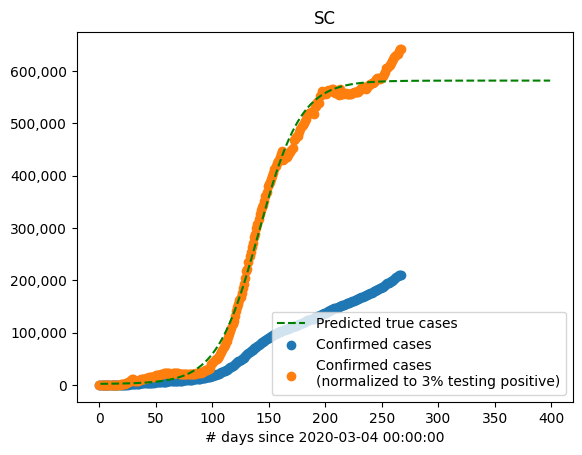 SC
600,000
500,000
400,000
300,000
200,000
100,000
0
Predicted true cases
Confirmed cases
Confirmed cases
(normalized to 3% testing positive)
0 50 100 150 200 250 300 350 400
# days since 2020-03-04 00:00:00